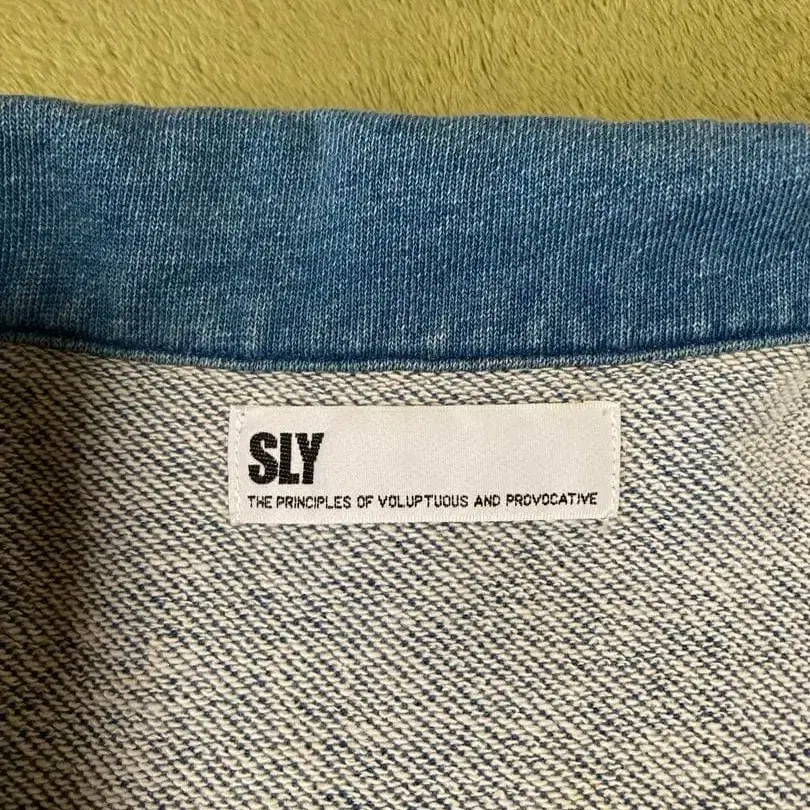 SLY
THE PRINCIPLES OF VOLUPTUOUS AND PROVOCATIVE